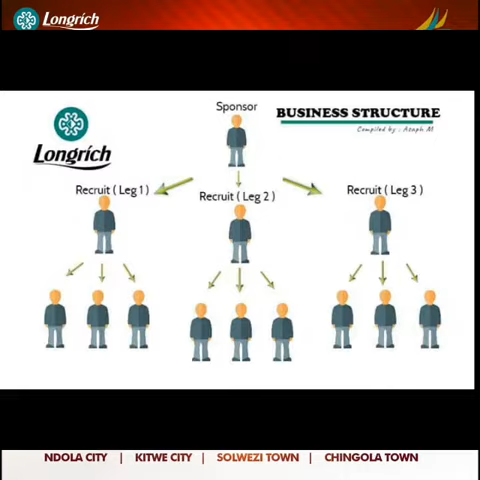 Longrich
Sponsor
BUSINESS STRUCTURE
Compiled by : Asaph M
Longrich
Recruit ( Leg 1 )
Recruit ( Leg 2 )
Recruit ( Leg 3 )
NDOLA CITY | KITWE CITY | SOLWEZI TOWN | CHINGOLA TOWN